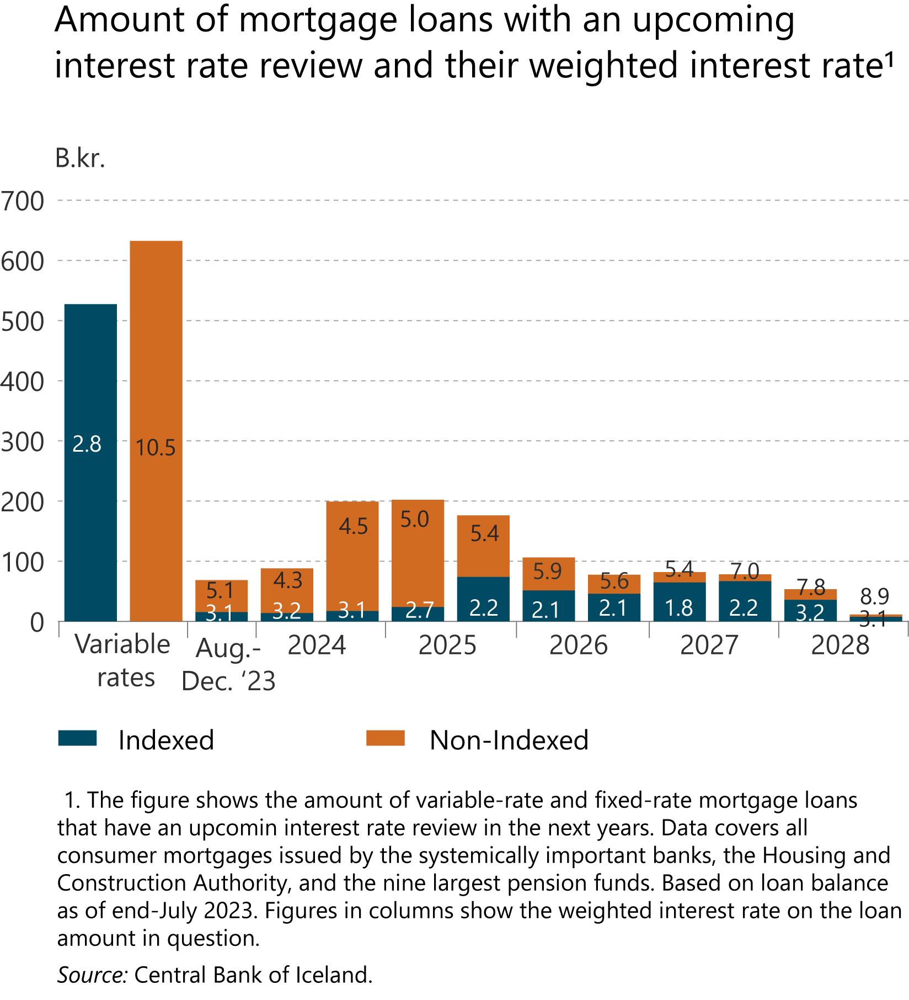 Amount of mortgage loans with an upcoming
interest rate review and their weighted interest rate¹
B.kr.
700
600
500
400
300
200
100
0
2.8
10.5
5.1
3.1
4.3
3.2
4.5
3.1
5.0
2.7
5.4
2.2
5.9
2.1
5.6
2.1
5.4
1.8
7.0
2.2
7.8
3.2
8.9
3.1
Variable
rates
Aug.-
Dec. ‘23
2024
2025
2026
2027
2028
Indexed
Non-Indexed
1. The figure shows the amount of variable-rate and fixed-rate mortgage loans
that have an upcomin interest rate review in the next years. Data covers all
consumer mortgages issued by the systemically important banks, the Housing and
Construction Authority, and the nine largest pension funds. Based on loan balance
as of end-July 2023. Figures in columns show the weighted interest rate on the loan
amount in question.
Source: Central Bank of Iceland.